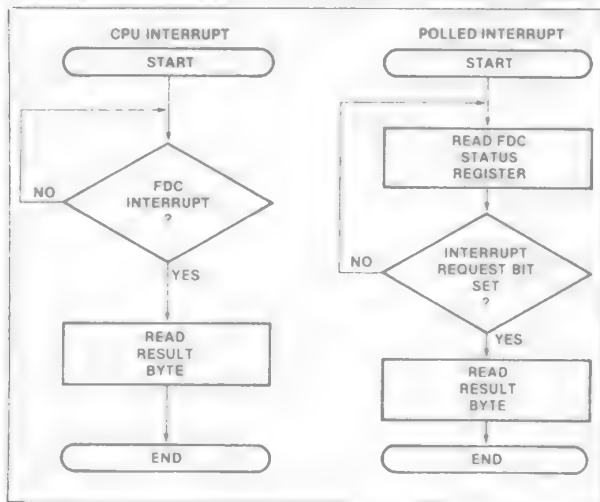 CPU INTERRUPT
START
FDC
INTERRUPT
?
NO
YES
READ
RESULT
BYTE
END
POLLED INTERRUPT
START
READ FDC
STATUS
REGISTER
INTERRUPT
REQUEST BIT
SET
?
NO
YES
READ
RESULT
BYTE
END